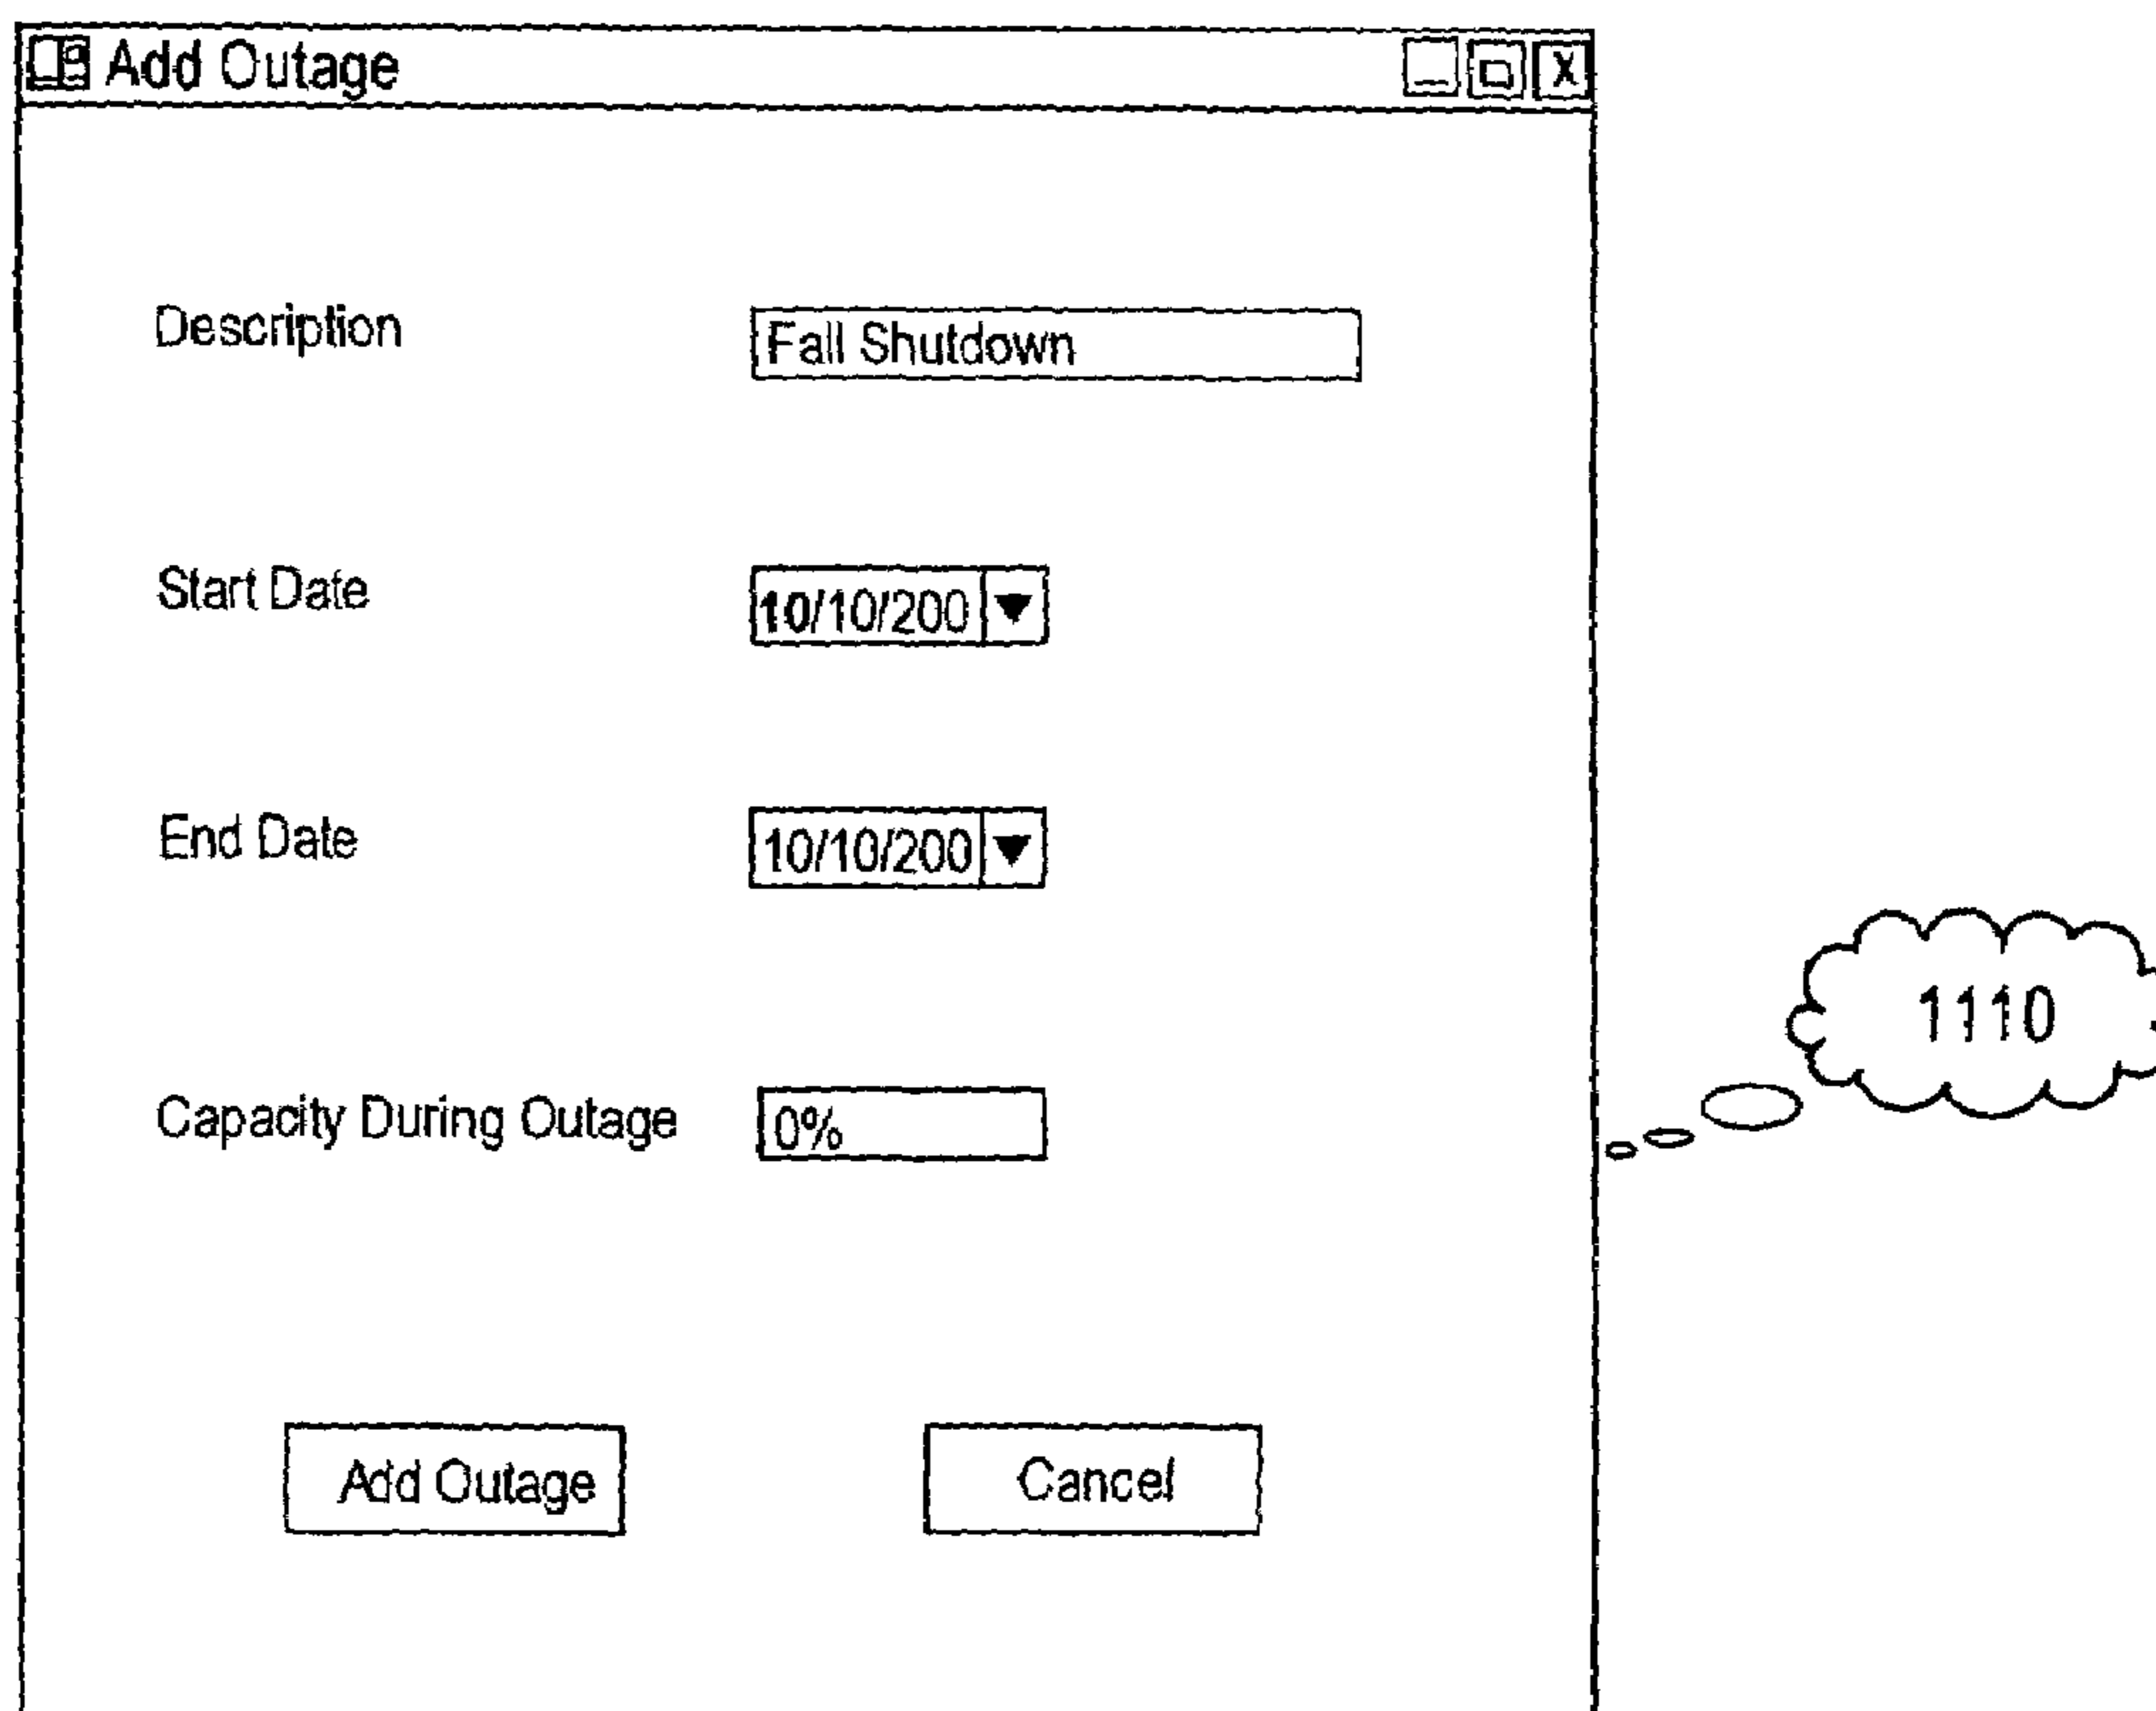 Add Outage
X
Description Fall Shutdown
Start Date 10/10/200
End Date 10/10/200
1110
Capacity During Outage 0%
Add Outage Cancel